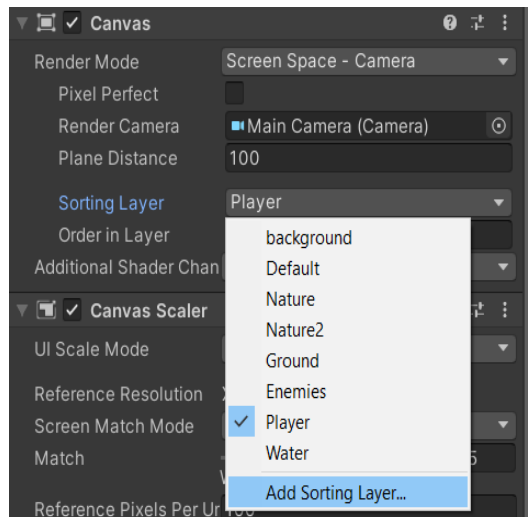 Canvas
Render Mode Screen Space - Camera
Pixel Perfect
Render Camera Main Camera (Camera)
Plane Distance 100
Sorting Layer Player
Order in Layer
background
Additional Shader Chan
Default
Nature
Canvas Scaler
Nature2
UI Scale Mode
Ground
Reference Resolution
Enemies
Screen Match Mode
Player
Match
Water
5
Add Sorting Layer...
Reference Pixels Per Ur 100